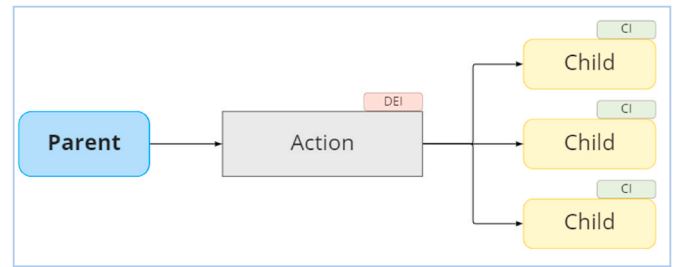 CI
Child
DEI
CI
Parent
Action
Child
CI
Child